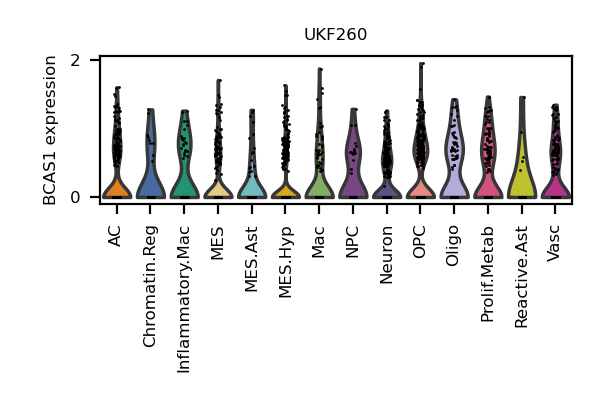 UKF260
BCAS1 expression
2
0
AC
Chromatin.Reg
Inflammatory.Mac
MES
MES.Ast
MES.Hyp
Mac
NPC
Neuron
OPC
Oligo
Prolif.Metab
Reactive.Ast
Vasc